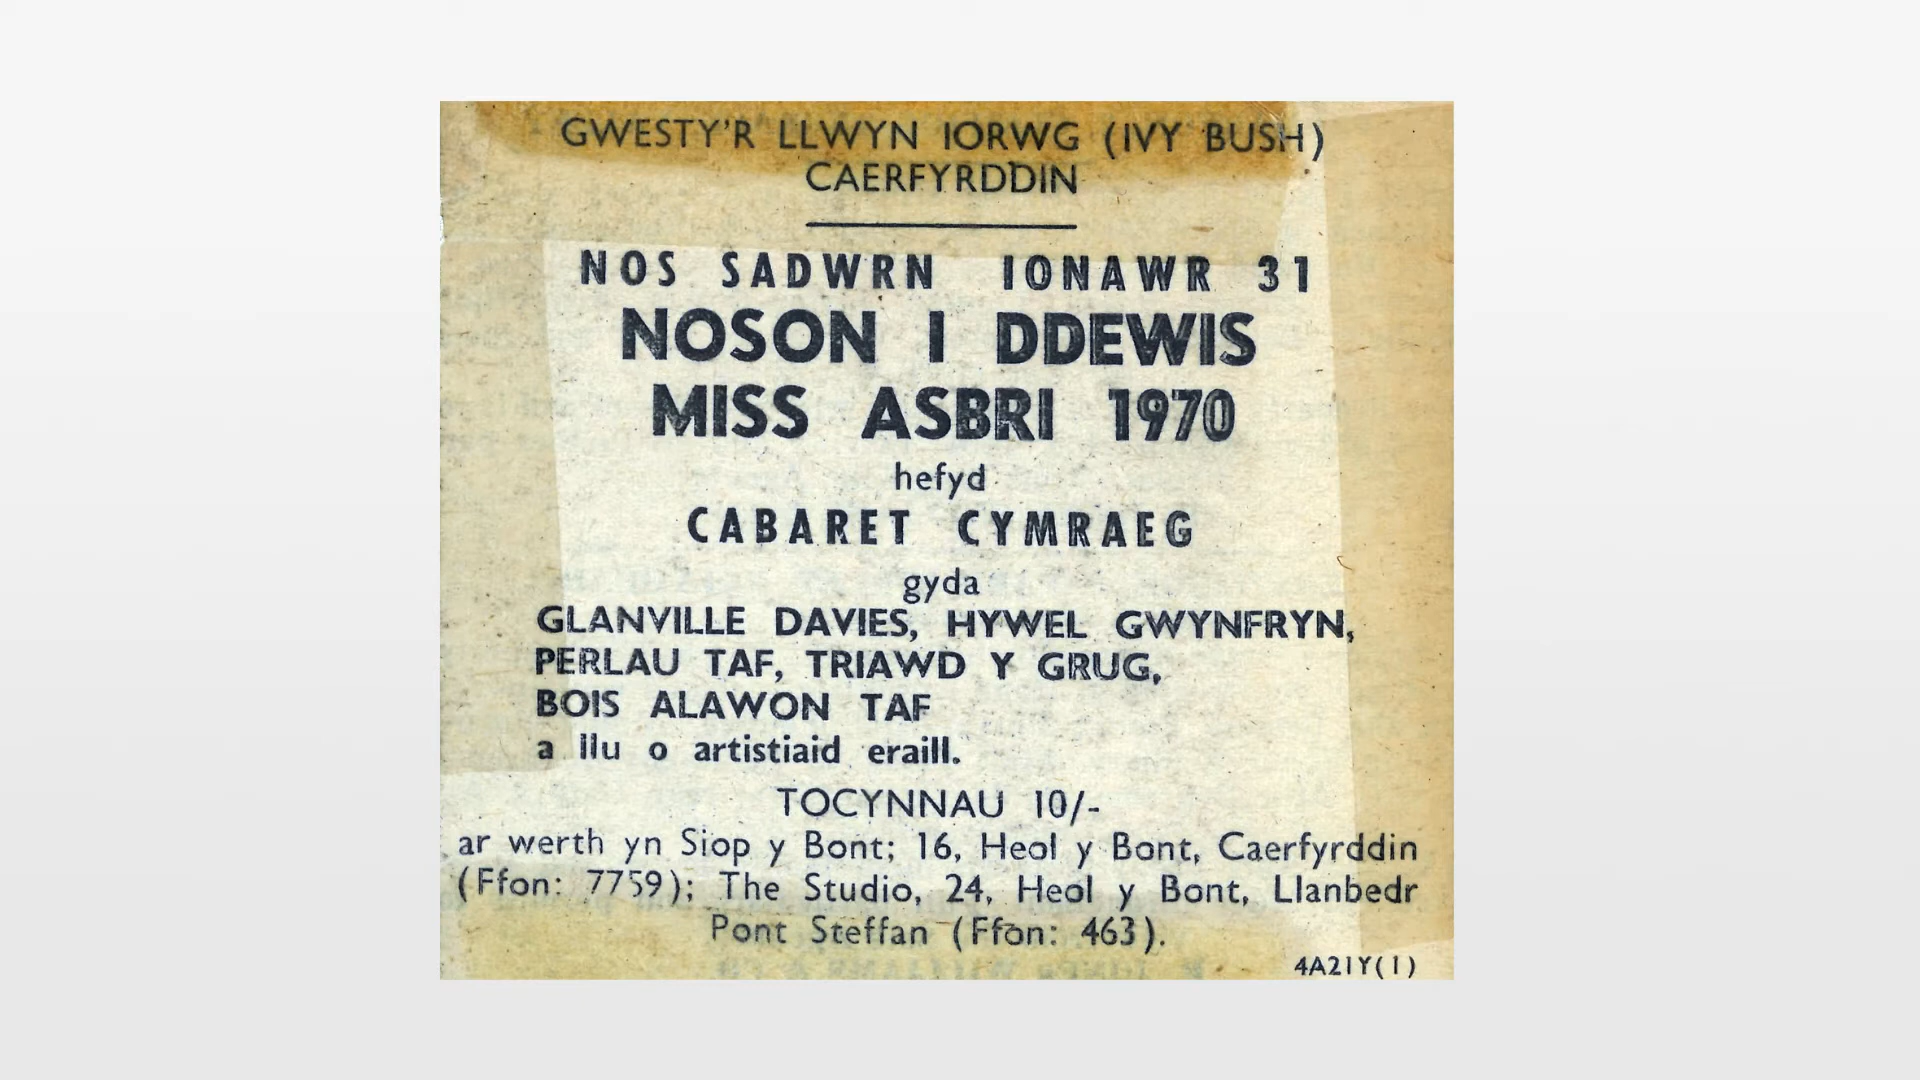 GWESTY'R LLWYN IORWG (IVY BUSH)
CAERFYRDDIN
NOS SADWRN IONAWR 31
NOSON I DDEWIS
MISS ASBRI 1970
hefyd
CABARET CYMRAEG
gyda
GLANVILLE DAVIES, HYWEL GWYNFRYN,
PERLAU TAF, TRIAWD Y GRUG,
BOIS ALAWON TAF
a llu o artistiaid eraill.
TOCYNNAU 10/-
ar werth yn Siop y Bont; 16, Heol y Bont, Caerfyrddin
(Ffon: 7759); The Studio, 24, Heol y Bont, Llanbedr
Pont Steffan (Ffon: 463).
4A21Y(1)